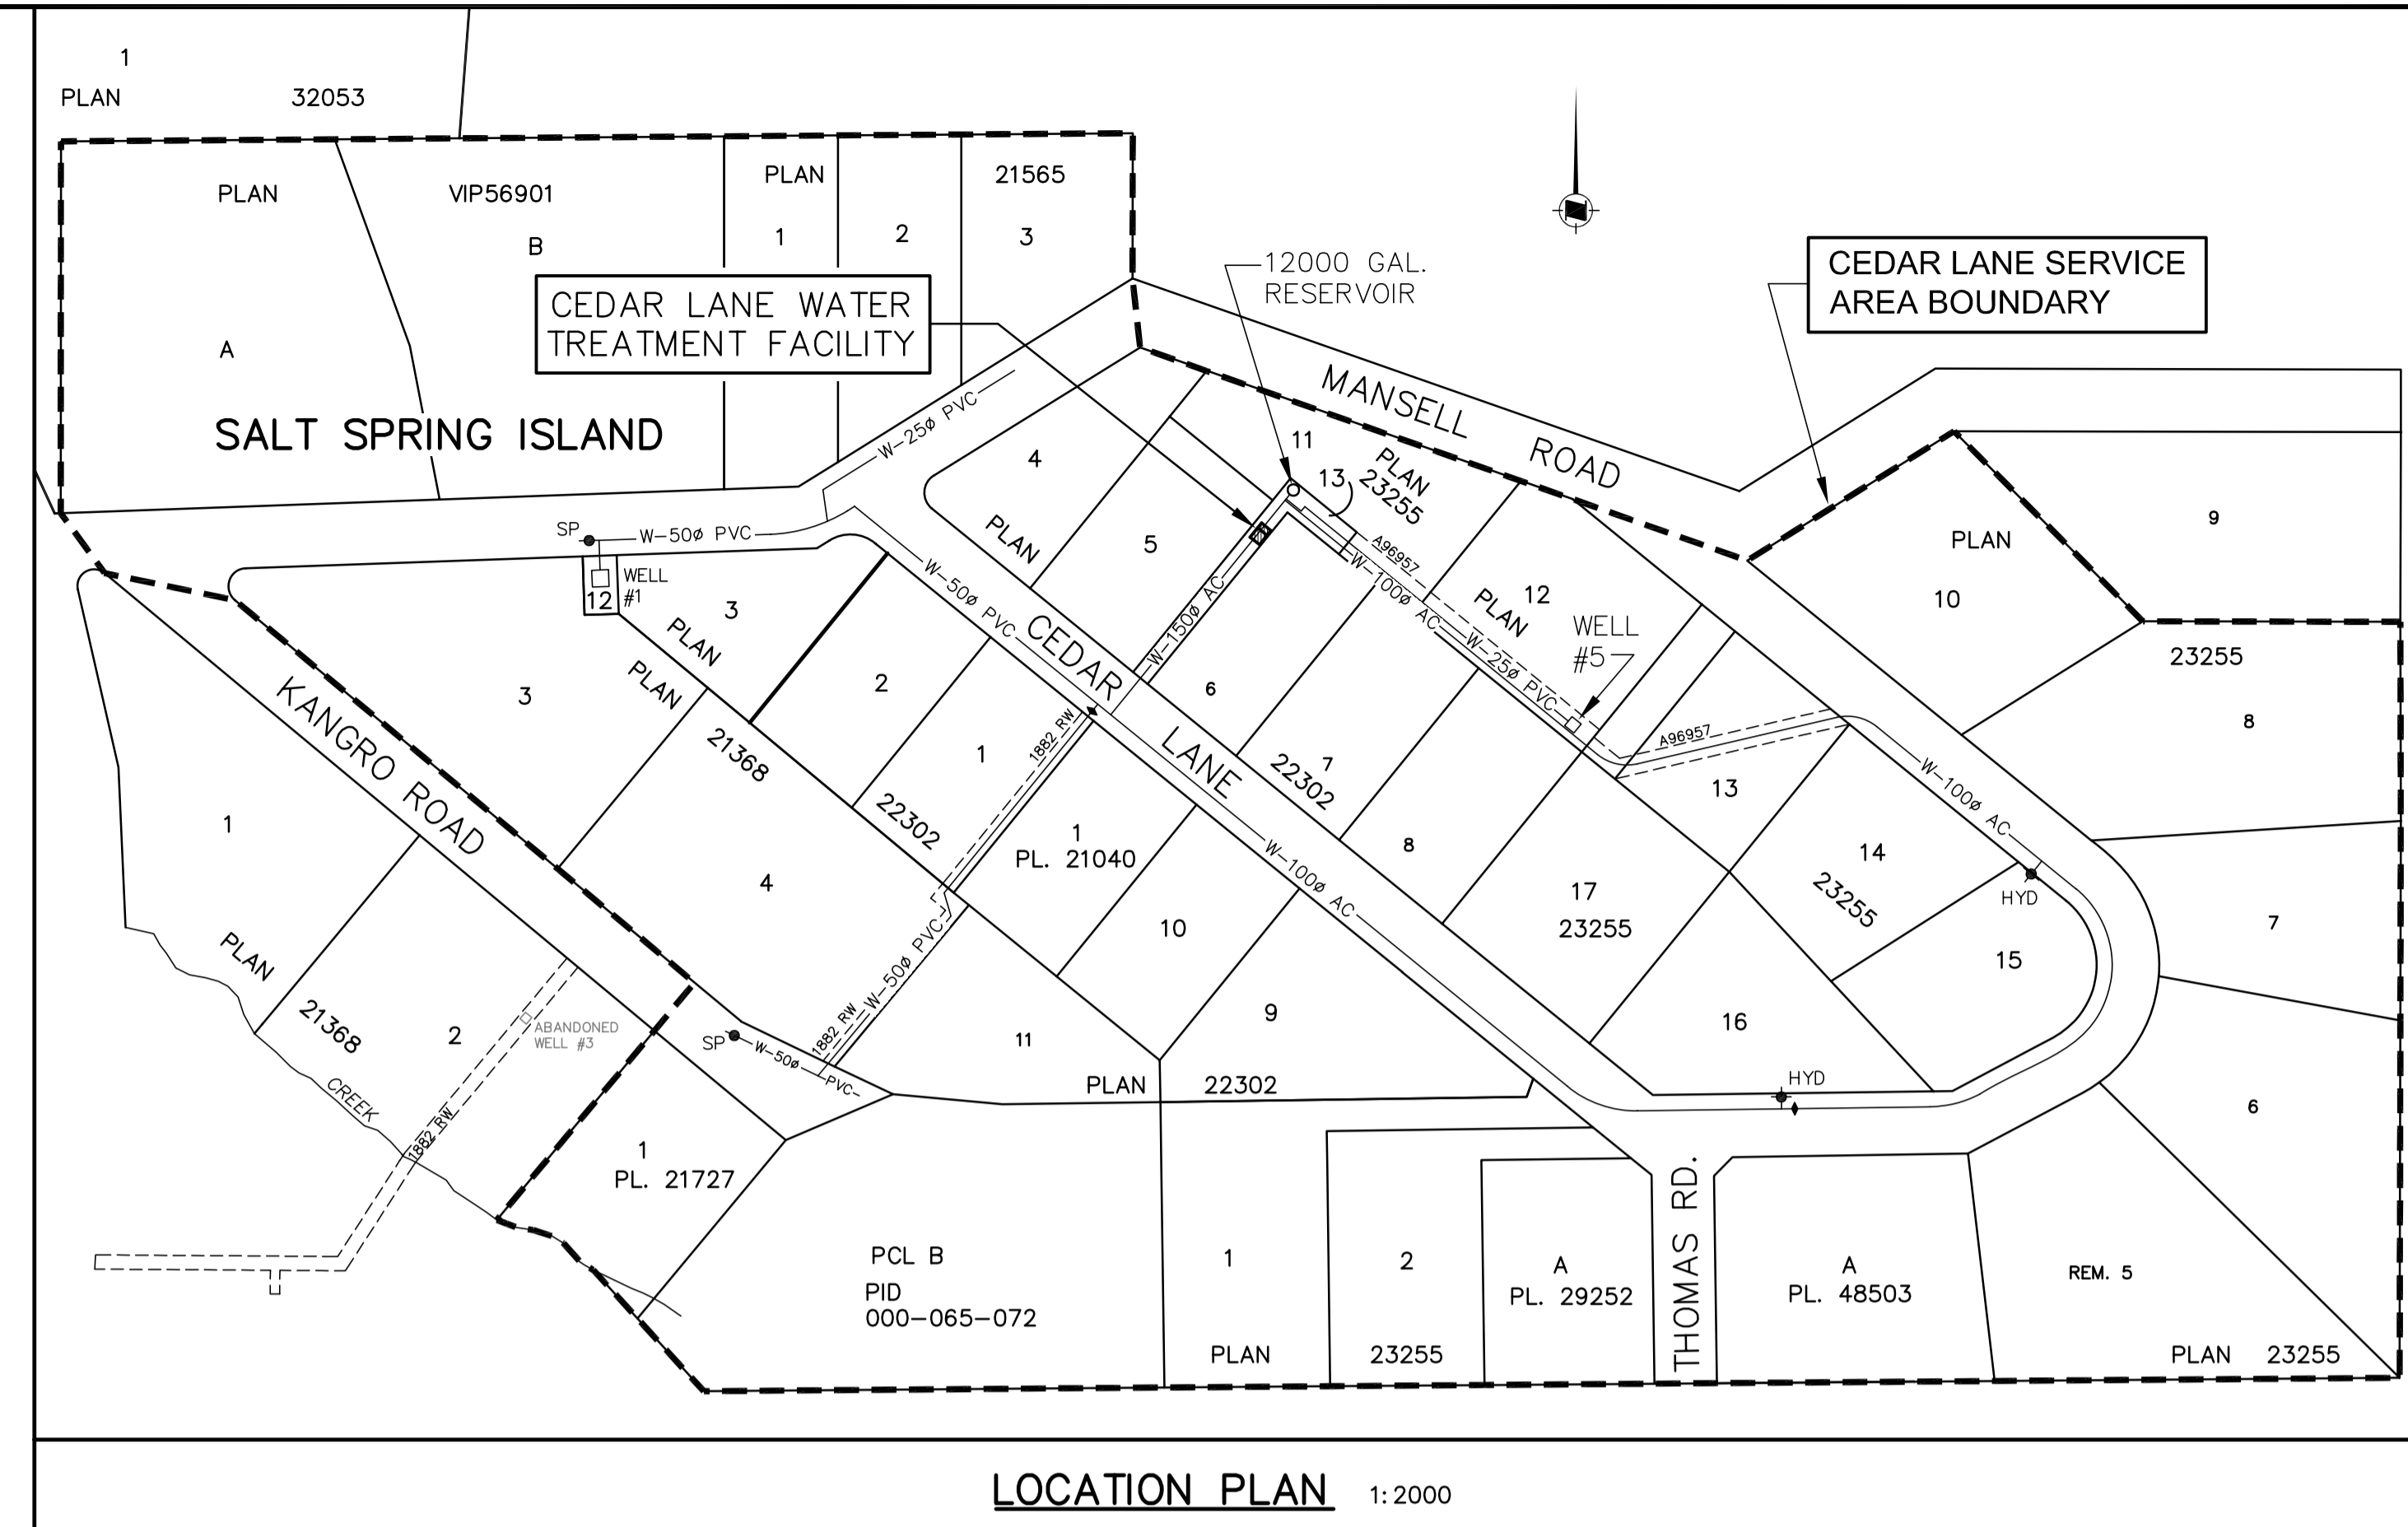 1
PLAN 32053
PLAN VIP56901
B
A
PLAN 21565
1
2
3
CEDAR LANE WATER
TREATMENT FACILITY
12000 GAL.
RESERVOIR
CEDAR LANE SERVICE
AREA BOUNDARY
SALT SPRING ISLAND
W-25ø PVC
MANSELL ROAD
4
11
13
PLAN
23255
PLAN
5
SP
W-50ø PVC
WELL
#1
12
3
PLAN
W-50ø PVC
CEDAR LANE
W-150ø AC
A96957
W-100ø AC
W-25ø PVC
12
PLAN
WELL
#5
9
PLAN
10
23255
8
3
PLAN
21368
2
1
22302
1882 RW
6
7
22302
8
A96957
13
W-100ø AC
14
23255
HYD
15
7
KANGRO ROAD
1
4
1
PL. 21040
10
W-100ø AC
17
23255
16
9
11
W-50ø PVC
1882 RW
SP
W-50ø PVC
PLAN
21368
2
ABANDONED
WELL #3
CREEK
1882 RW
PLAN 22302
HYD
6
1
PL. 21727
PCL B
PID
000-065-072
1
2
A
PL. 29252
THOMAS RD.
A
PL. 48503
REM. 5
PLAN 23255
PLAN 23255
LOCATION PLAN 1:2000